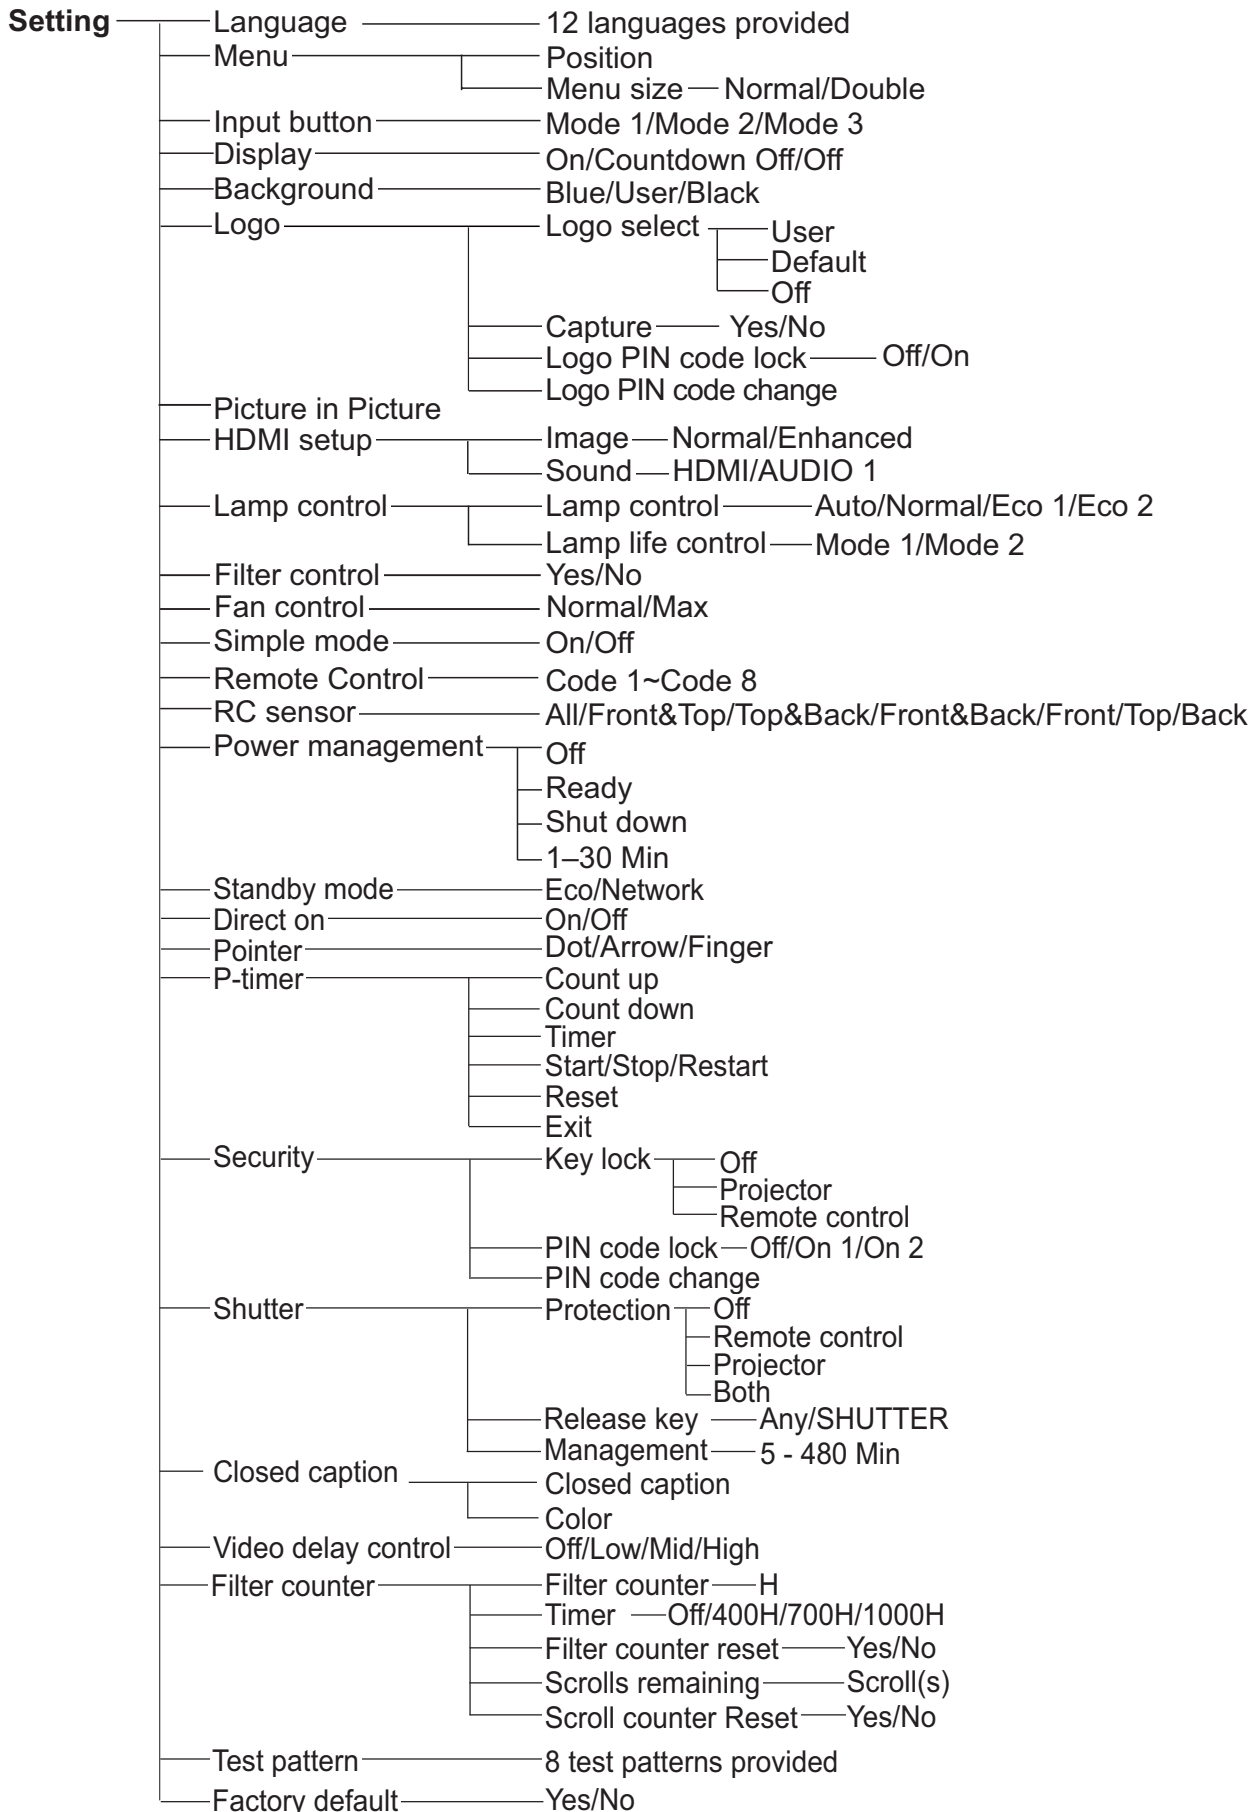 Setting Language 12 languages provided
Menu Position
Menu size Normal/Double
Input button Mode 1/Mode 2/Mode 3
Display On/Countdown Off/Off
Background Blue/User/Black
Logo Logo select User
Default
Off
Capture Yes/No
Logo PIN code lock Off/On
Logo PIN code change
Picture in Picture
HDMI setup Image Normal/Enhanced
Sound HDMI/AUDIO 1
Lamp control Lamp control Auto/Normal/Eco 1/Eco 2
Lamp life control Mode 1/Mode 2
Filter control Yes/No
Fan control Normal/Max
Simple mode On/Off
Remote Control Code 1~Code 8
RC sensor All/Front&Top/Top&Back/Front&Back/Front/Top/Back
Power management Off
Ready
Shut down
1–30 Min
Standby mode Eco/Network
Direct on On/Off
Pointer Dot/Arrow/Finger
P-timer Count up
Count down
Timer
Start/Stop/Restart
Reset
Exit
Security Key lock Off
Projector
Remote control
PIN code lock Off/On 1/On 2
PIN code change
Shutter Protection Off
Remote control
Projector
Both
Release key Any/SHUTTER
Management 5 - 480 Min
Closed caption Closed caption
Color
Video delay control Off/Low/Mid/High
Filter counter Filter counter H
Timer Off/400H/700H/1000H
Filter counter reset Yes/No
Scrolls remaining Scroll(s)
Scroll counter Reset Yes/No
Test pattern 8 test patterns provided
Factory default Yes/No